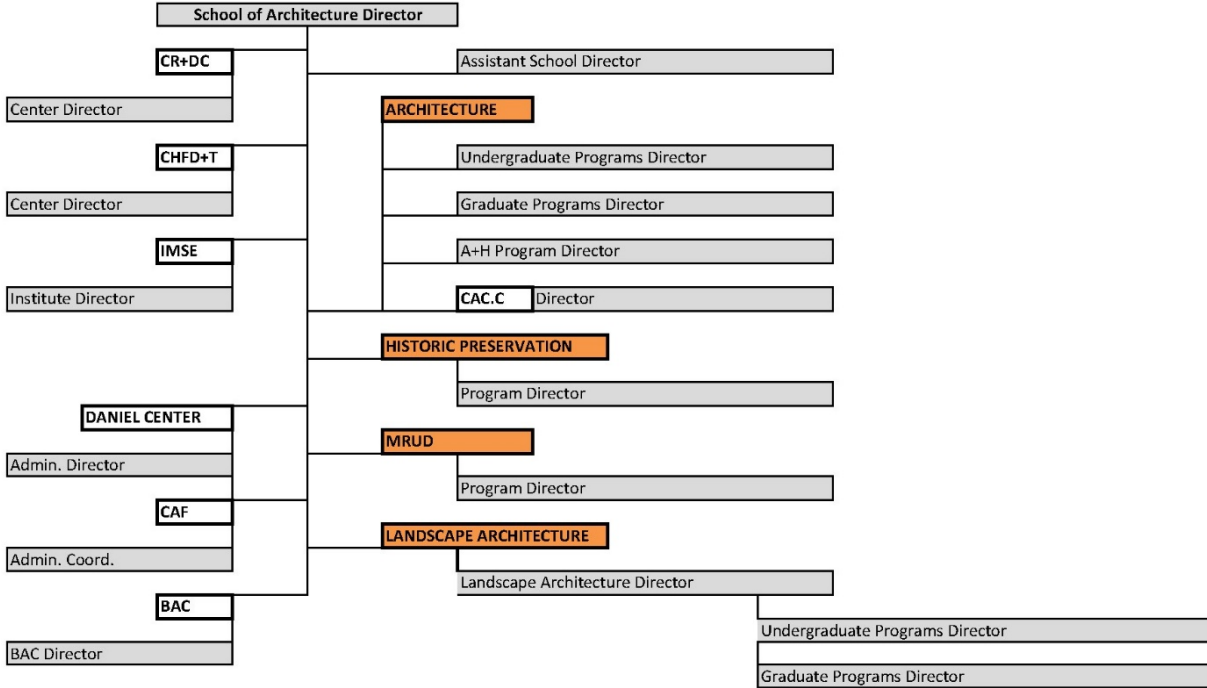 School of Architecture Director
CR+DC
Assistant School Director
Center Director
ARCHITECTURE
CHFD+T
Undergraduate Programs Director
Center Director
Graduate Programs Director
IMSE
A+H Program Director
Institute Director
CAC.C Director
HISTORIC PRESERVATION
Program Director
DANIEL CENTER
MRUD
Admin. Director
Program Director
CAF
LANDSCAPE ARCHITECTURE
Admin. Coord.
Landscape Architecture Director
BAC
Undergraduate Programs Director
BAC Director
Graduate Programs Director